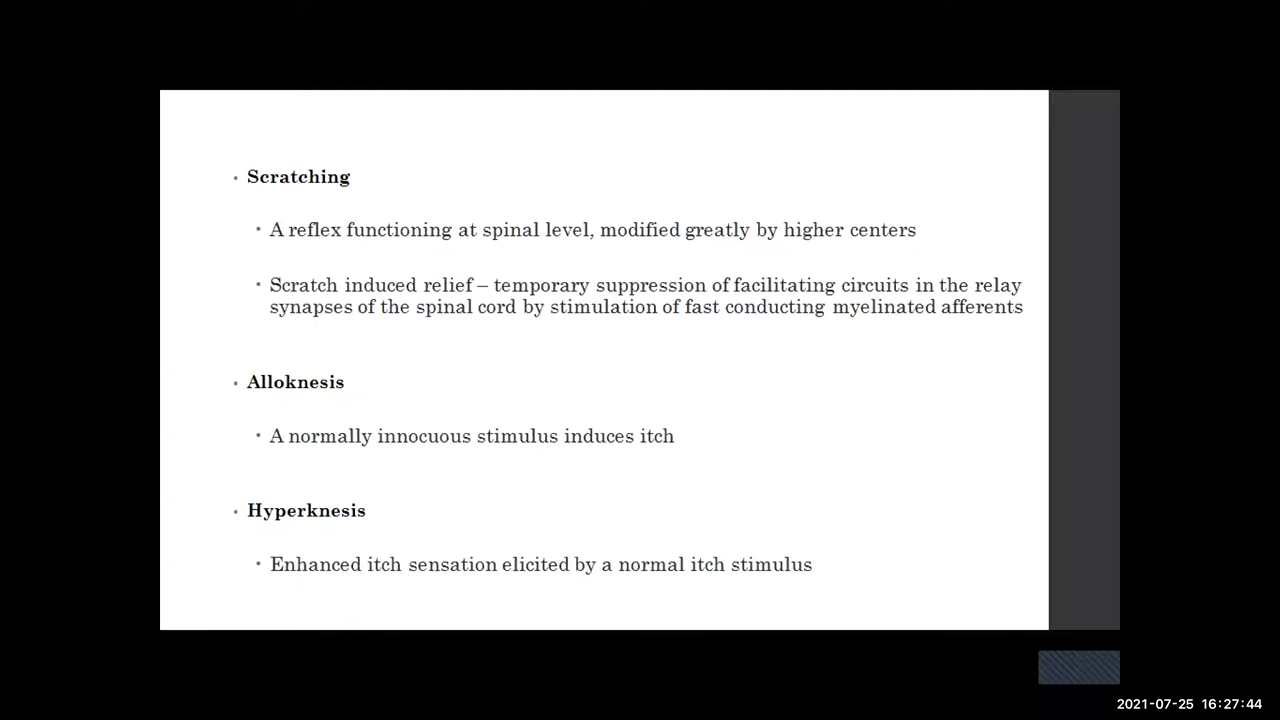 • Scratching
• A reflex functioning at spinal level, modified greatly by higher centers
• Scratch induced relief – temporary suppression of facilitating circuits in the relay
synapses of the spinal cord by stimulation of fast conducting myelinated afferents
• Alloknesis
• A normally innocuous stimulus induces itch
• Hyperknesis
• Enhanced itch sensation elicited by a normal itch stimulus
2021-07-25 16:27:44